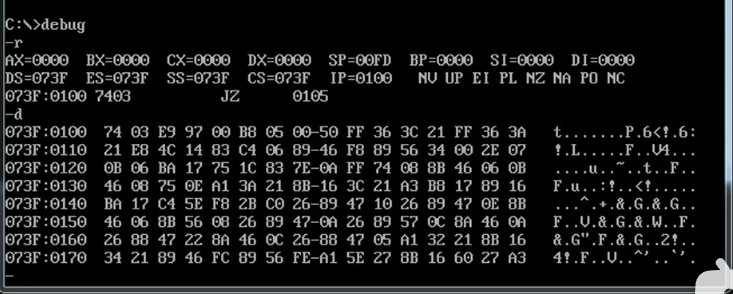 C:\>debug
-r
AX=0000  BX=0000  CX=0000  DX=0000  SP=00FD  BP=0000  SI=0000  DI=0000
DS=073F  ES=073F  SS=073F  CS=073F  IP=0100   NV UP EI PL NZ NA PO NC
073F:0100 7403          JZ      0105
-d
073F:0100  74 03 E9 97 00 B8 05 00-50 FF 36 3C 21 FF 36 3A   t.......P.6<!.6:
073F:0110  21 E8 4C 14 83 C4 06 89-46 F8 89 56 34 00 2E 07   !.L.....F..V4...
073F:0120  0B 06 BA 17 75 1C 83 7E-0A FF 74 08 8B 46 06 0B   ....u..~..t..F..
073F:0130  46 08 75 0E A1 3A 21 8B-16 3C 21 A3 B8 17 89 16   F.u..:!..<!.....
073F:0140  BA 17 C4 5E F8 2B C0 26-89 47 10 26 89 47 0E 8B   ...^.+.&.G.&.G..
073F:0150  46 06 8B 56 08 26 89 47-0A 26 89 57 0C 8A 46 0A   F..V.&.G.&.W..F.
073F:0160  26 88 47 22 8A 46 0C 26-88 47 05 A1 32 21 8B 16   &.G".F.&.G..2!..
073F:0170  34 21 89 46 FC 89 56 FE-A1 5E 27 8B 16 60 27 A3   4!.F..V..^'..`'.
-